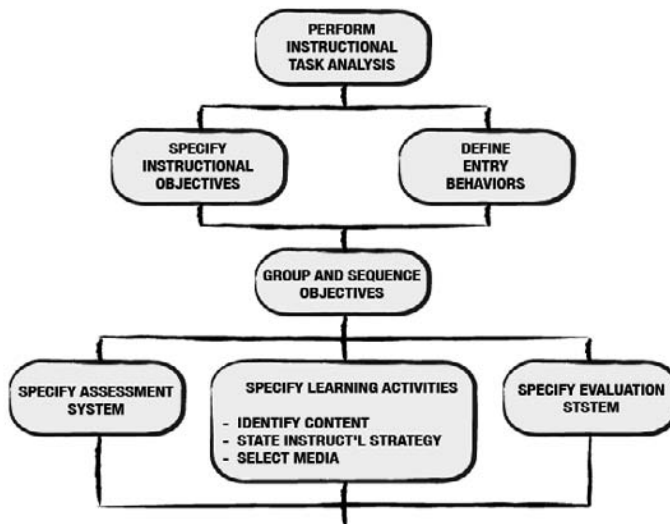 PERFORM
INSTRUCTIONAL
TASK ANALYSIS
SPECIFY
INSTRUCTIONAL
OBJECTIVES
DEFINE
ENTRY
BEHAVIORS
GROUP AND SEQUENCE
OBJECTIVES
SPECIFY ASSESSMENT
SYSTEM
SPECIFY LEARNING ACTIVITIES
- IDENTIFY CONTENT
- STATE INSTRUCT'L STRATEGY
- SELECT MEDIA
SPECIFY EVALUATION
STSTEM